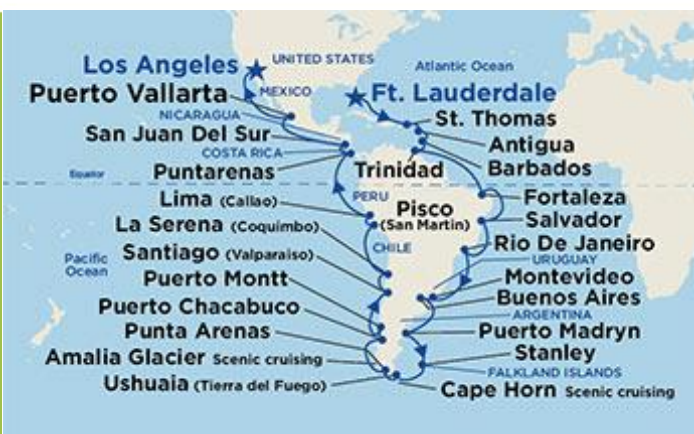 UNITED STATES
Los Angeles
Atlantic Ocean
Puerto Vallarta
MEXICO
Ft. Lauderdale
NICARAGUA
St. Thomas
San Juan Del Sur
Antigua
COSTA RICA
Puntarenas
Trinidad
Barbados
Equator
Lima (Callao)
PERU
Pisco
(San Martin)
Fortaleza
La Serena (Coquimbo)
Salvador
Rio De Janeiro
Santiago (Valparaiso)
CHILE
URUGUAY
Pacific
Ocean
Puerto Montt
Montevideo
Puerto Chacabuco
Buenos Aires
ARGENTINA
Punta Arenas
Puerto Madryn
Amalia Glacier Scenic cruising
Stanley
FALKLAND ISLANDS
Ushuaia (Tierra del Fuego)
Cape Horn Scenic cruising